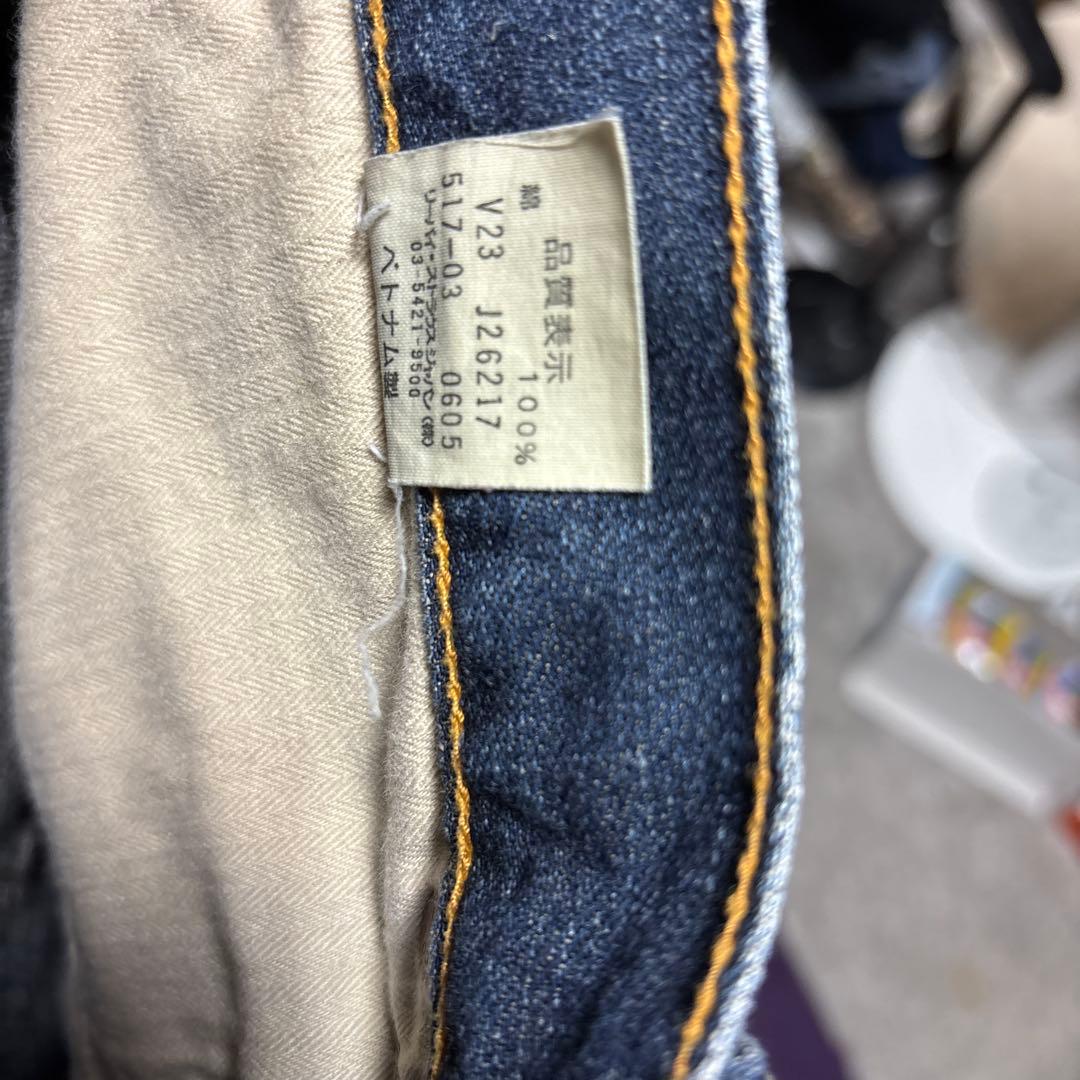 品質表示
綿 100%
V23 J26217
517-03 0605
リーバイ・ストラウス ジャパン(株)
03-5421-9500
ベトナム製